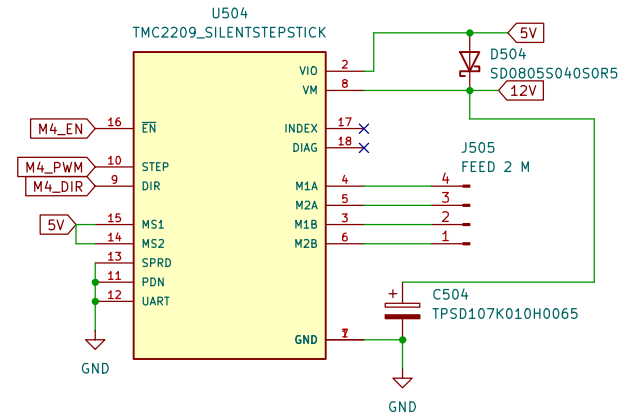 U504
TMC2209_SILENTSTEPSTICK
5V
VIO 2
D504
SD0805S040S0R5
VM 8
12V
M4_EN 16 EN
INDEX 17
DIAG 18
J505
FEED 2 M
M4_PWM 10 STEP
M4_DIR 9 DIR
M1A 4 4
M2A 5 3
5V 15 MS1
M1B 3 2
14 MS2
M2B 6 1
13 SPRD
11 PDN
12 UART
+
C504
TPSD107K010H0065
GND
GND
GND